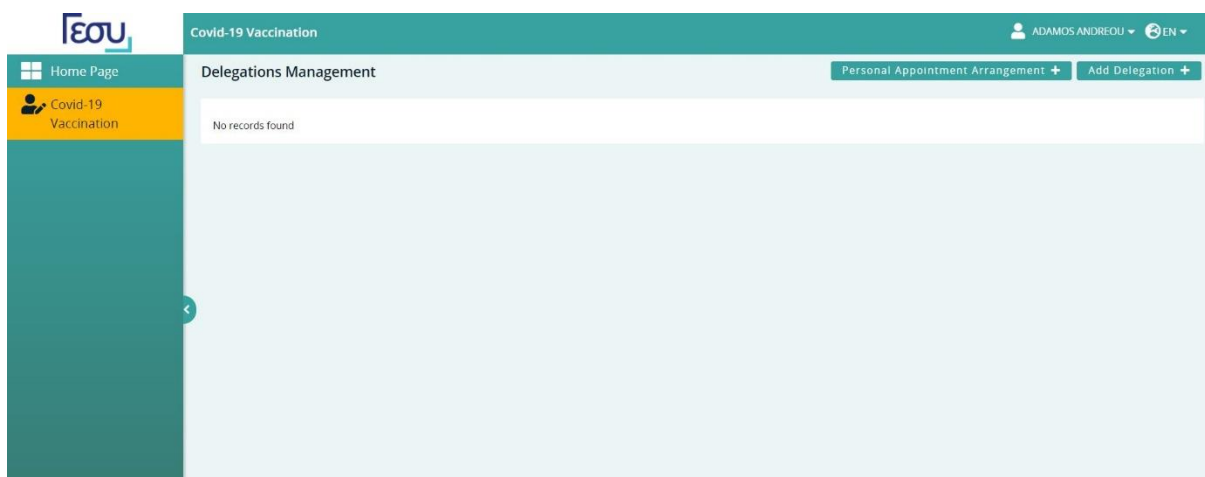 Γεσυ
Covid-19 Vaccination
ADAMOS ANDREOU
EN
Home Page
Delegations Management
Personal Appointment Arrangement +
Add Delegation +
Covid-19
Vaccination
No records found